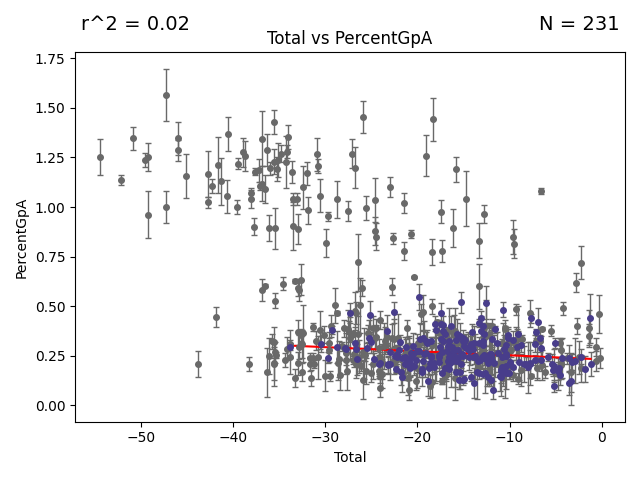 r^2 = 0.02
N = 231
Total vs PercentGpA
1.75
1.50
1.25
1.00
0.75
0.50
0.25
0.00
PercentGpA
−50
−40
−30
−20
−10
0
Total